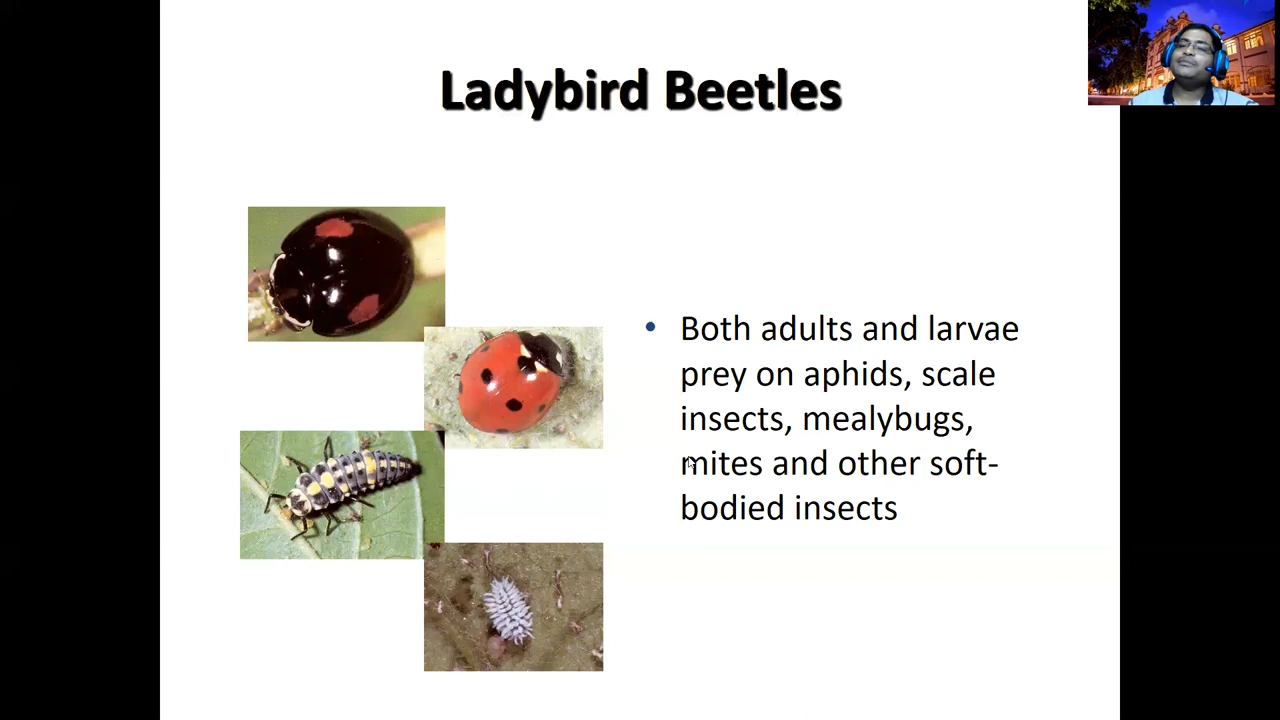 Ladybird Beetles
• Both adults and larvae
prey on aphids, scale
insects, mealybugs,
mites and other soft-
bodied insects